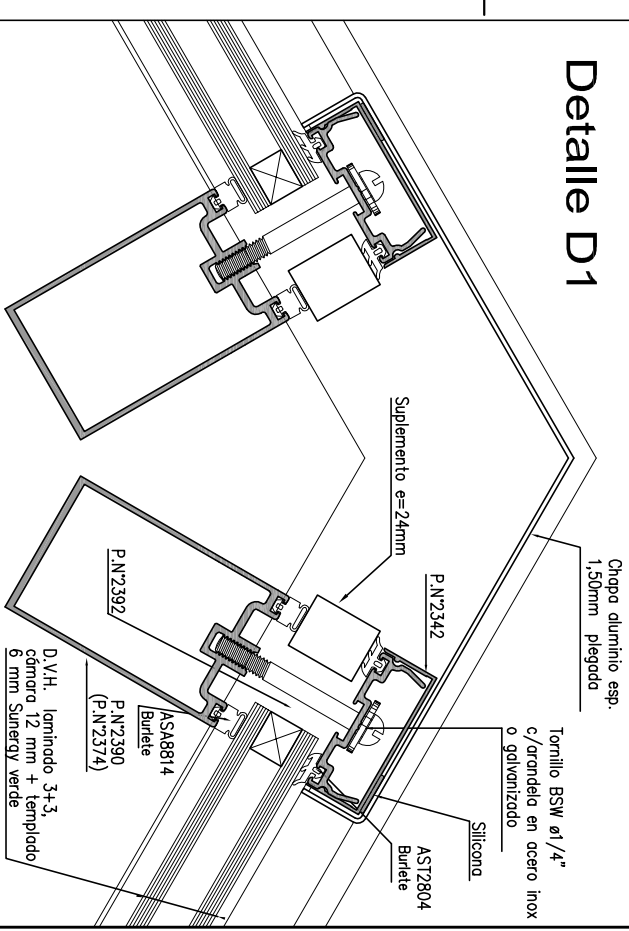 Detalle D1
Chapa aluminio esp.
1,50mm plegada
Tornillo BSW ø1/4"
c/arandela en acero inox
o galvanizado
Silicona
AST2804
Burlete
P.N°2342
Suplemento e=24mm
P.N°2392
ASA8814
Burlete
P.N°2390
(P.N°2374)
D.V.H. laminado 3+3,
cámara 12 mm + templado
6 mm Sunergy verde